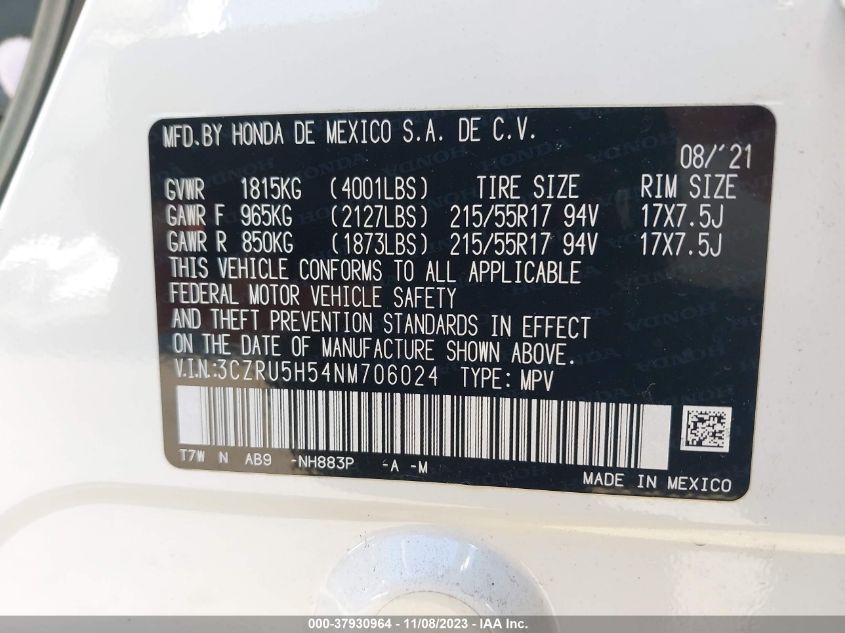 MFD.BY HONDA DE MEXICO S.A. DE C.V.
08/'21
GVWR 1815KG (4001LBS) TIRE SIZE RIM SIZE
GAWR F 965KG (2127LBS) 215/55R17 94V 17X7.5J
GAWR R 850KG (1873LBS) 215/55R17 94V 17X7.5J
THIS VEHICLE CONFORMS TO ALL APPLICABLE
FEDERAL MOTOR VEHICLE SAFETY
AND THEFT PREVENTION STANDARDS IN EFFECT
ON THE DATE OF MANUFACTURE SHOWN ABOVE.
V.I.N.:3CZRU5H54NM706024 TYPE: MPV
T7W N AB9 -NH883P -A -M
MADE IN MEXICO
000-37930964 - 11/08/2023 - IAAI.com